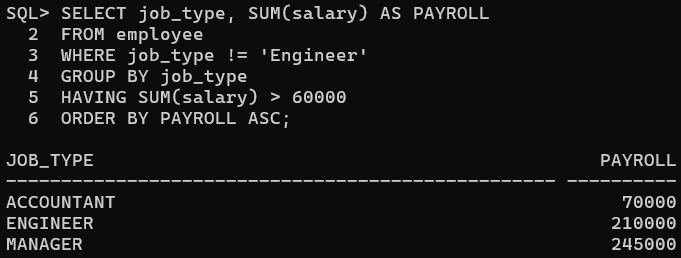 SQL> SELECT job_type, SUM(salary) AS PAYROLL
2 FROM employee
3 WHERE job_type != 'Engineer'
4 GROUP BY job_type
5 HAVING SUM(salary) > 60000
6 ORDER BY PAYROLL ASC;
JOB_TYPE PAYROLL
-------------------------------------------------- ----------
ACCOUNTANT 70000
ENGINEER 210000
MANAGER 245000